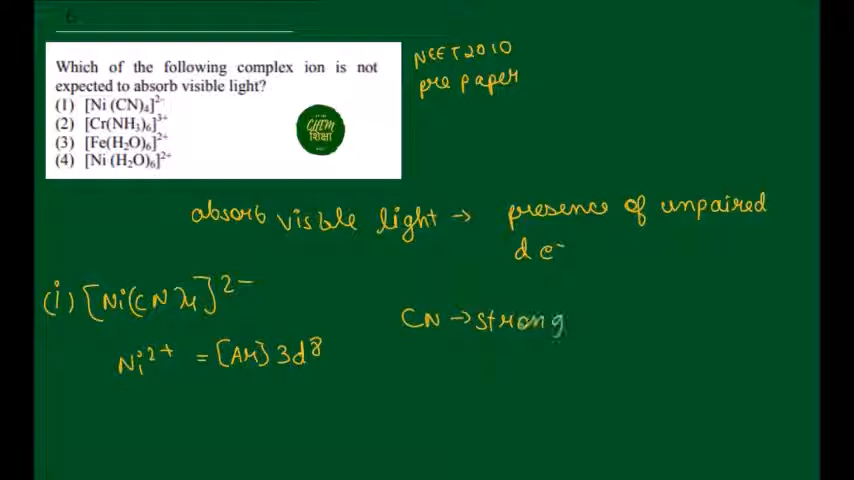 Which of the following complex ion is not
expected to absorb visible light?
(1) [Ni (CN)₄]²⁻
(2) [Cr(NH₃)₆]³⁺
(3) [Fe(H₂O)₆]²⁺
(4) [Ni (H₂O)₆]²⁺
CHEM
शिक्षा
NEET2010
pre paper
absorb visible light → presence of unpaired
d e⁻
(i) [Ni(CN)₄]²⁻
CN → strong
Ni²⁺ = [Ar] 3d⁸